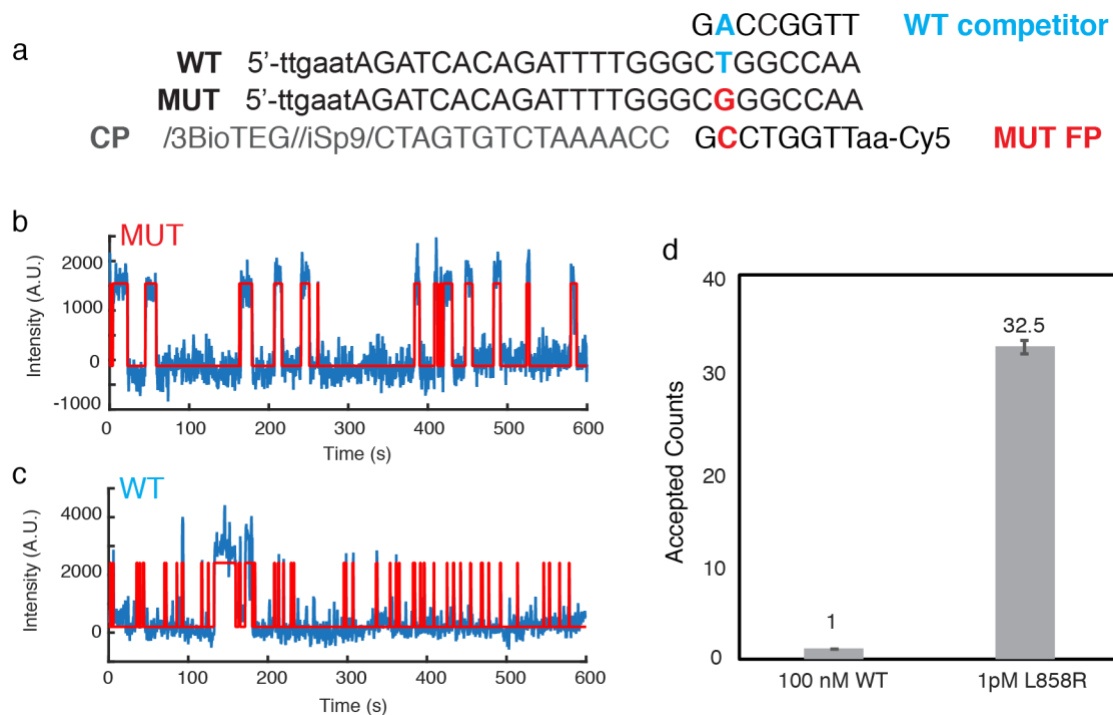 a
GACCGGTT WT competitor
WT 5'-ttgaatAGATCACAGATTTTGGGCTGGCCAA
MUT 5'-ttgaatAGATCACAGATTTTGGGCGGGCCAA
CP /3BioTEG//iSp9/CTAGTGTCTAAAACC GCCTGGTTaa-Cy5 MUT FP
b
MUT
Intensity (A.U.)
2000
1000
0
-1000
0 100 200 300 400 500 600
Time (s)
c
WT
Intensity (A.U.)
4000
2000
0
0 100 200 300 400 500 600
Time (s)
d
Accepted Counts
40
30
20
10
0
1
32.5
100 nM WT 1pM L858R